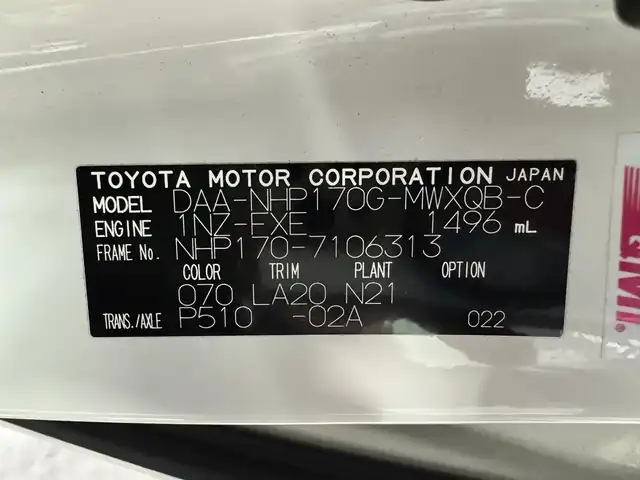 TOYOTA MOTOR CORPORATION JAPAN
MODEL DAA-NHP170G-MWXQB-C
ENGINE 1NZ-FXE 1496 mL
FRAME No. NHP170-7106313
COLOR TRIM PLANT OPTION
070 LA20 N21
TRANS./AXLE P510 -02A 022